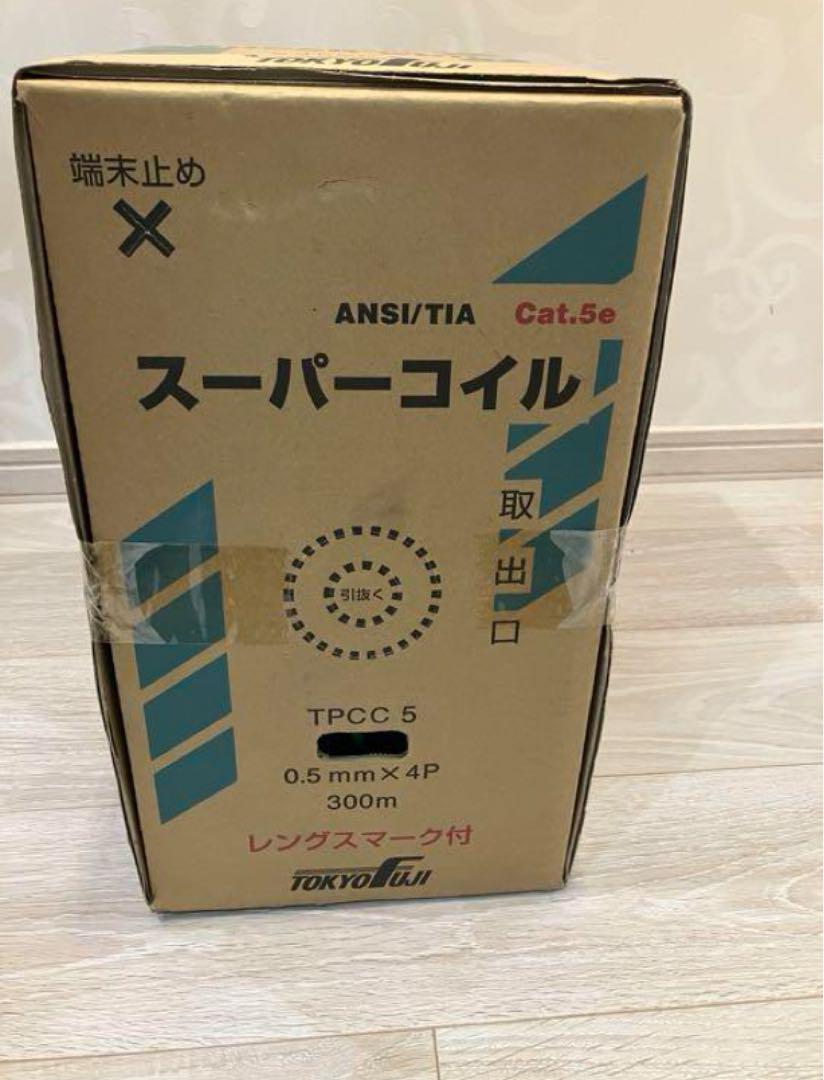 TOKYO FUJI
端末止め
ANSI/TIA Cat.5e
スーパーコイル
取出口
引抜く
TPCC 5
0.5mm×4P
300m
レングスマーク付
TOKYO FUJI